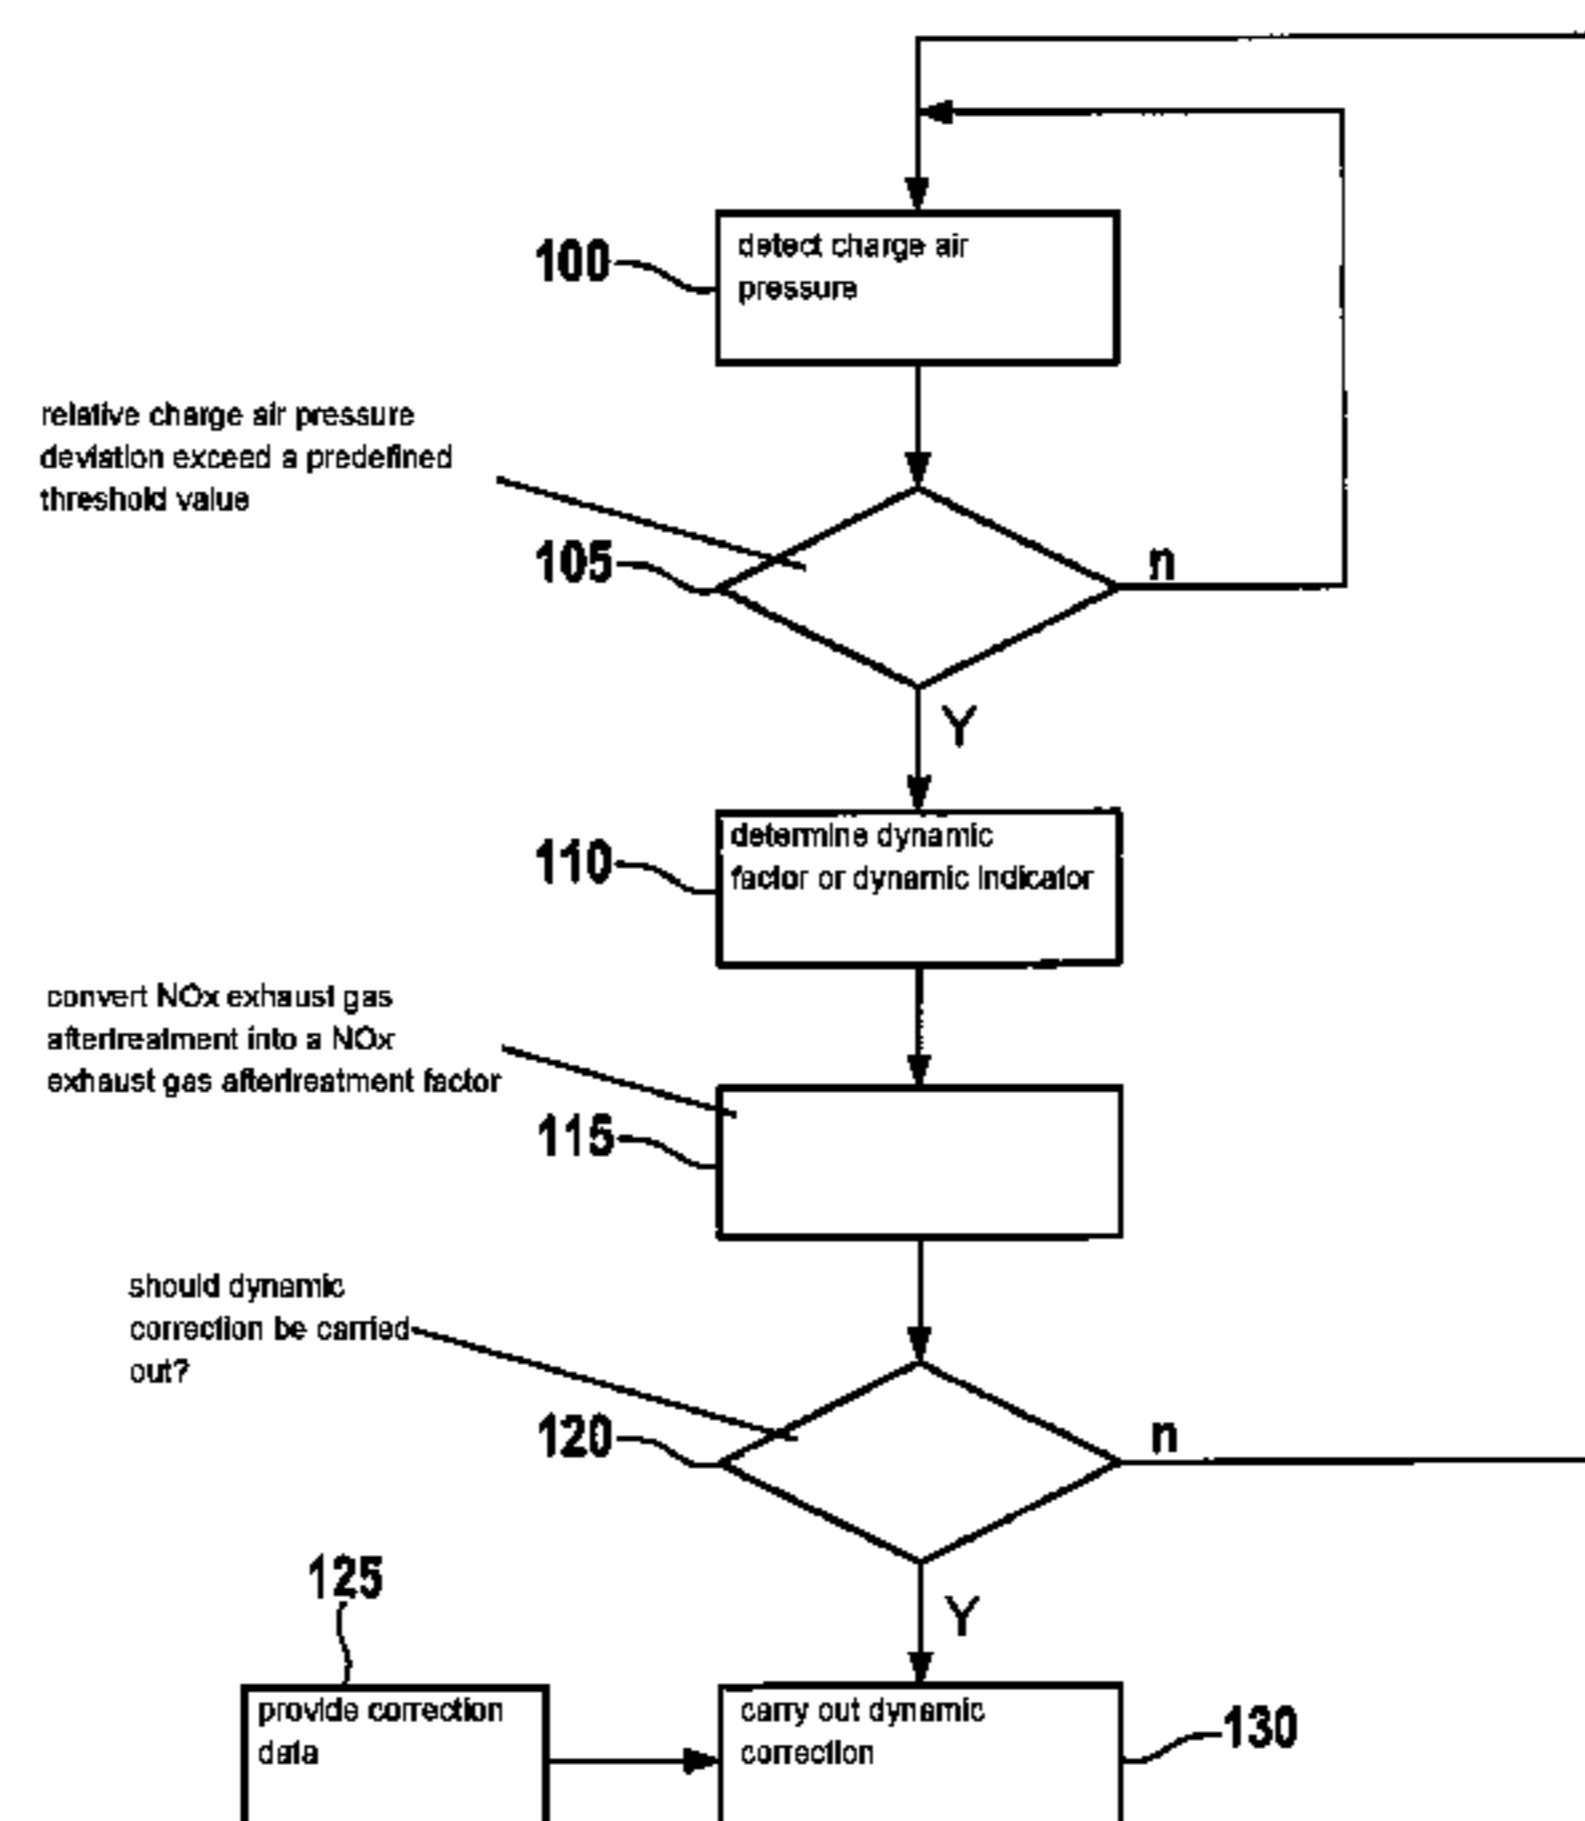 100
detect charge air
pressure
relative charge air pressure
deviation exceed a predefined
threshold value
105
n
Y
110
determine dynamic
factor or dynamic indicator
convert NOx exhaust gas
aftertreatment into a NOx
exhaust gas aftertreatment factor
115
should dynamic
correction be carried
out?
120
n
125
Y
provide correction
data
carry out dynamic
correction
130